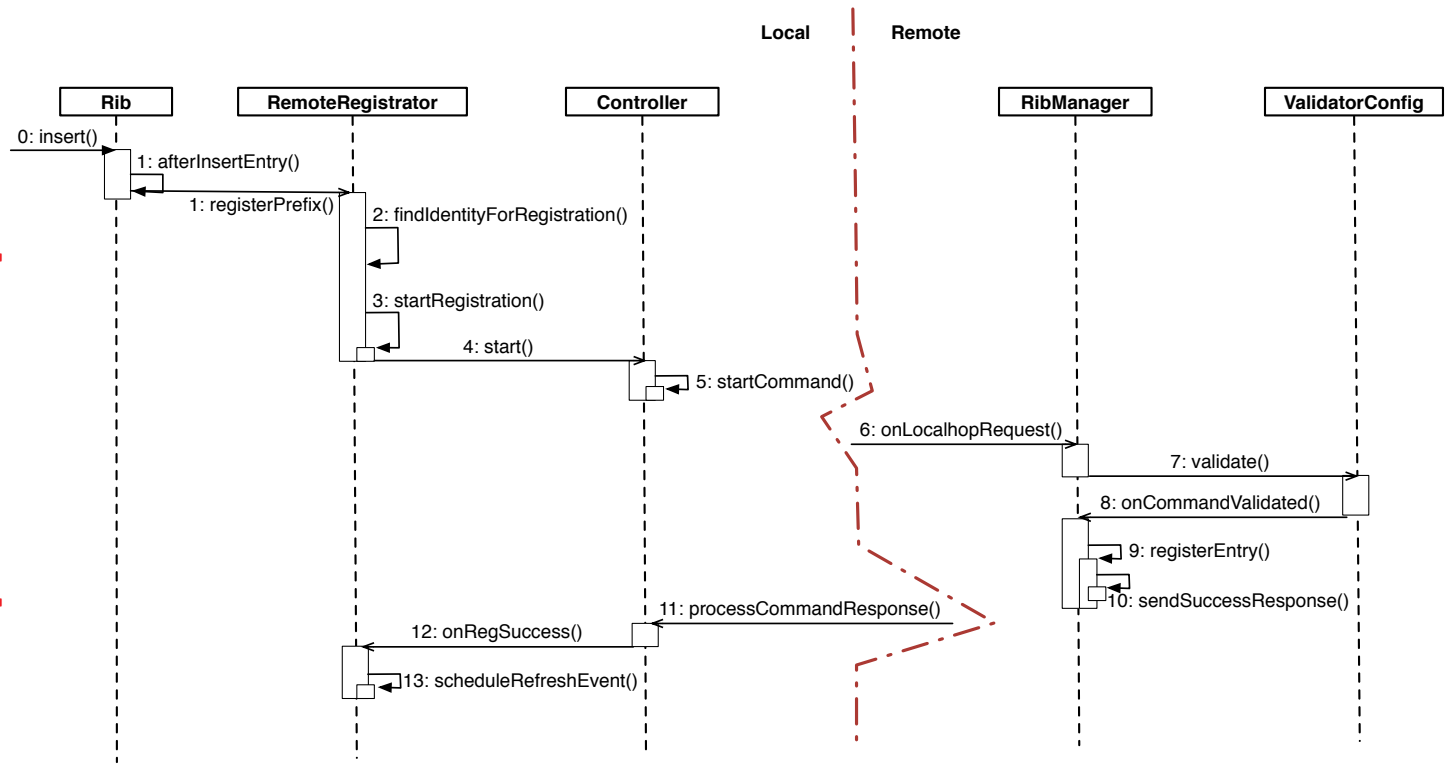 Local
Remote
Rib
RemoteRegistrator
Controller
RibManager
ValidatorConfig
0: insert()
1: afterInsertEntry()
1: registerPrefix()
2: findIdentityForRegistration()
3: startRegistration()
4: start()
5: startCommand()
6: onLocalhopRequest()
7: validate()
8: onCommandValidated()
9: registerEntry()
10: sendSuccessResponse()
11: processCommandResponse()
12: onRegSuccess()
13: scheduleRefreshEvent()